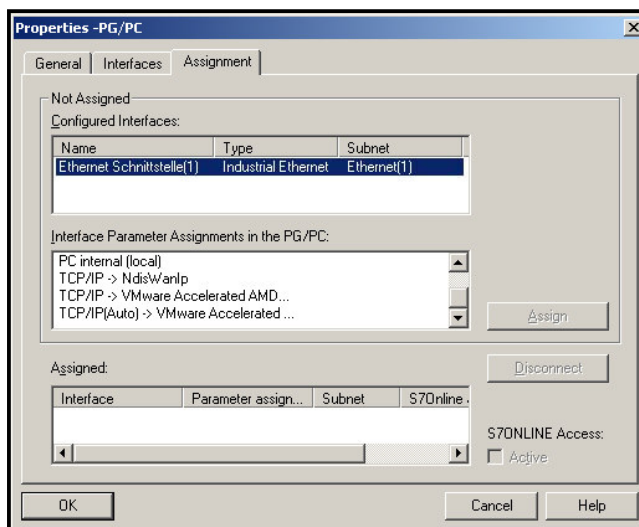 Properties -PG/PC
General Interfaces Assignment
Not Assigned
Configured Interfaces:
Name Type Subnet
Ethernet Schnittstelle(1) Industrial Ethernet Ethernet(1)
Interface Parameter Assignments in the PG/PC:
PC internal (local)
TCP/IP -> NdisWanIp
TCP/IP -> VMware Accelerated AMD...
TCP/IP(Auto) -> VMware Accelerated ...
Assign
Disconnect
Assigned:
Interface Parameter assign... Subnet S7Online
S7ONLINE Access:
Active
OK Cancel Help